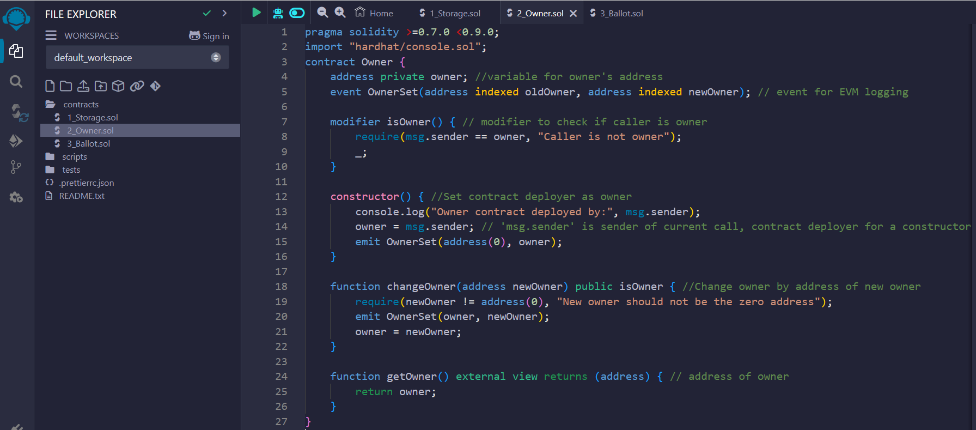 FILE EXPLORER
WORKSPACES
Sign in
default_workspace
contracts
1_Storage.sol
2_Owner.sol
3_Ballot.sol
scripts
tests
.prettierrc.json
README.txt
Home
1_Storage.sol
2_Owner.sol
3_Ballot.sol
1 pragma solidity >=0.7.0 <0.9.0;
2 import "hardhat/console.sol";
3 contract Owner {
4 address private owner; //variable for owner's address
5 event OwnerSet(address indexed oldOwner, address indexed newOwner); // event for EVM logging
6
7 modifier isOwner() { // modifier to check if caller is owner
8 require(msg.sender == owner, "Caller is not owner");
9 _;
10 }
11
12 constructor() { //Set contract deployer as owner
13 console.log("Owner contract deployed by:", msg.sender);
14 owner = msg.sender; // 'msg.sender' is sender of current call, contract deployer for a constructor
15 emit OwnerSet(address(0), owner);
16 }
17
18 function changeOwner(address newOwner) public isOwner { //Change owner by address of new owner
19 require(newOwner != address(0), "New owner should not be the zero address");
20 emit OwnerSet(owner, newOwner);
21 owner = newOwner;
22 }
23
24 function getOwner() external view returns (address) { // address of owner
25 return owner;
26 }
27 }